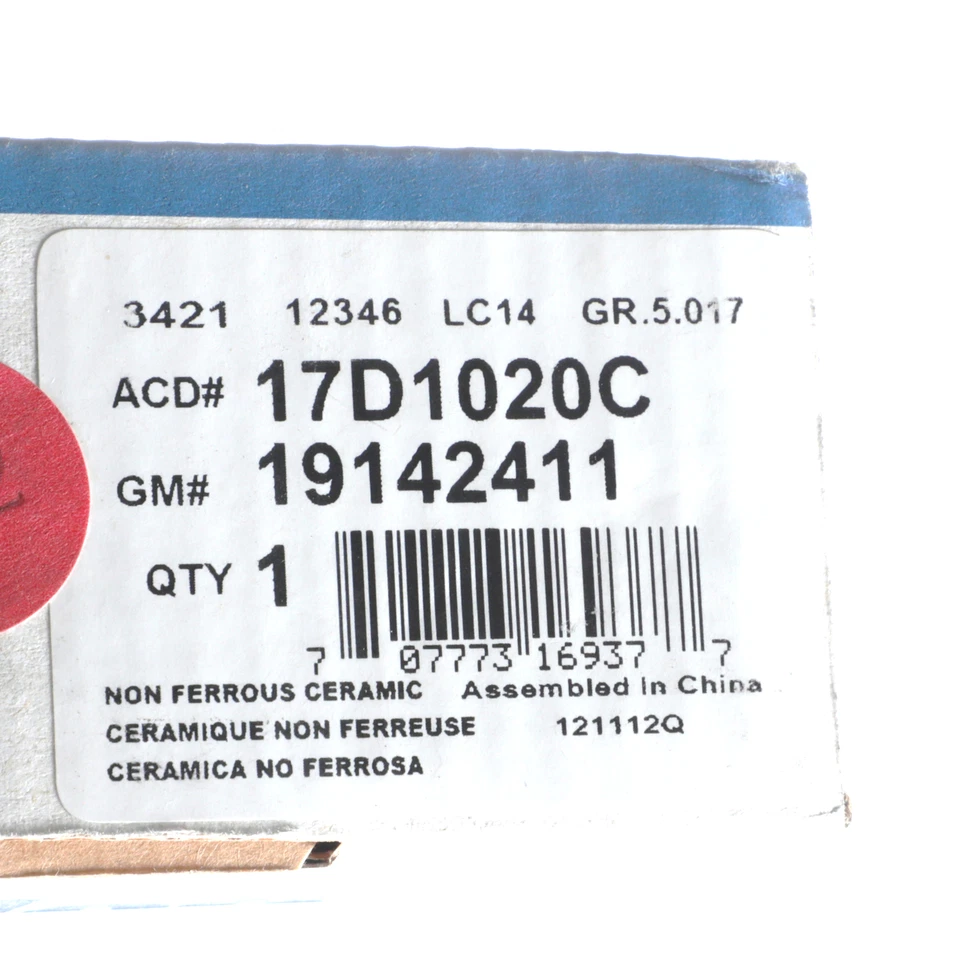 3421 12346 LC14 GR.5.017
ACD# 17D1020C
GM# 19142411
QTY 1
7 07773 16937 7
NON FERROUS CERAMIC Assembled In China
CERAMIQUE NON FERREUSE 121112Q
CERAMICA NO FERROSA